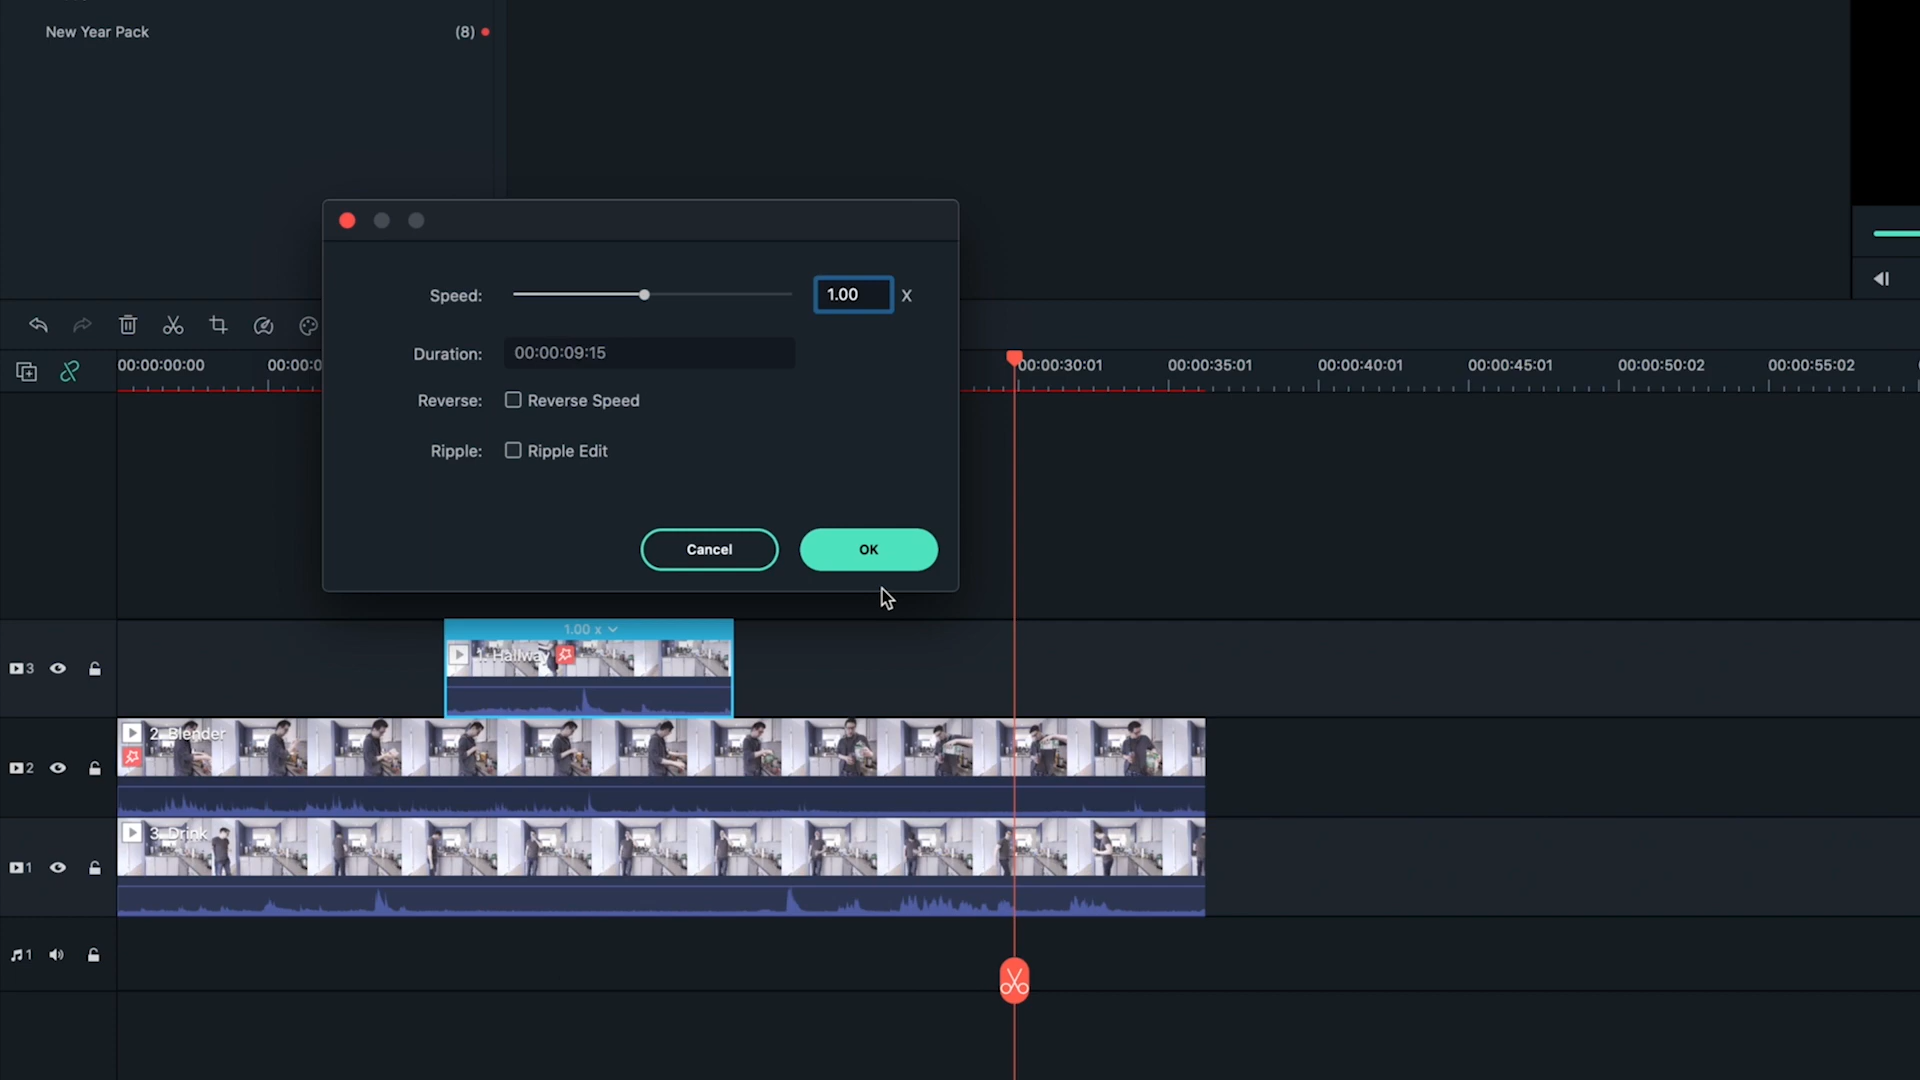 New Year Pack (8)
Speed: 1.00 X
Duration: 00:00:09:15
Reverse: Reverse Speed
Ripple: Ripple Edit
Cancel OK
00:00:00:00 00:00:0 00:00:30:01 00:00:35:01 00:00:40:01 00:00:45:01 00:00:50:02 00:00:55:02
1.00 x
1. Hallway
3
2. Blender
2
3. Drink
1
1